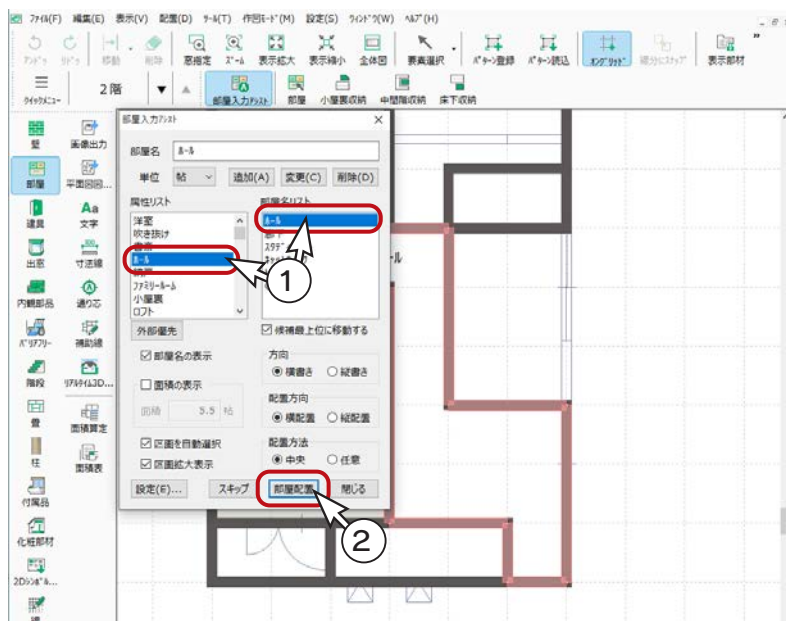 ファイル(F) 編集(E) 表示(V) 配置(D) ツール(T) 作図モード(M) 設定(S) ウィンドウ(W) ヘルプ(H)
アンドゥ リドゥ 移動 削除 窓指定 ズーム 表示拡大 表示縮小 全体図 要素選択 パターン登録 パターン読込 オングリッド 線分にスナップ 表示部材
クイックメニュー 2階 部屋入力アシスト 部屋 小屋裏収納 中間階収納 床下収納
壁 画像出力
部屋 平面図図...
建具 文字
出窓 寸法線
内観部品 通り芯
バリアフリー 補助線
階段 リアルタイム3D...
畳 面積算定
柱 面積表
付属品
化粧部材
2Dシンボル...
部屋入力アシスト
部屋名 ホール
単位 帖 追加(A) 変更(C) 削除(D)
属性リスト 部屋名リスト
洋室
吹き抜け
書斎
ホール
納戸
ファミリールーム
小屋裏
ロフト
ホール
廊下
外部優先 候補最上位に移動する
部屋名の表示
面積の表示
面積 5.5 帖
区画を自動選択
区画拡大表示
方向
横書き 縦書き
配置方向
横配置 縦配置
配置方法
中央 任意
設定(E)... スキップ 部屋配置 閉じる
1
2